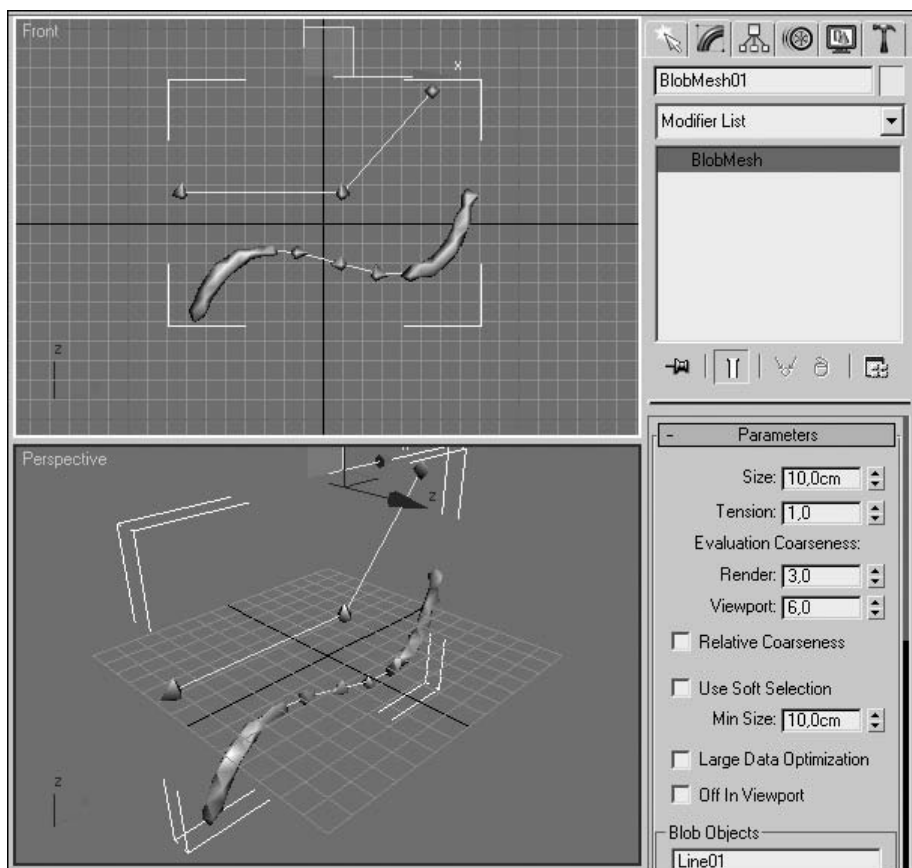 Front
x
z
BlobMesh01
Modifier List
BlobMesh
Perspective
z
z
- Parameters
Size: 10,0cm
Tension: 1,0
Evaluation Coarseness:
Render: 3,0
Viewport: 6,0
Relative Coarseness
Use Soft Selection
Min Size: 10,0cm
Large Data Optimization
Off In Viewport
Blob Objects
Line01